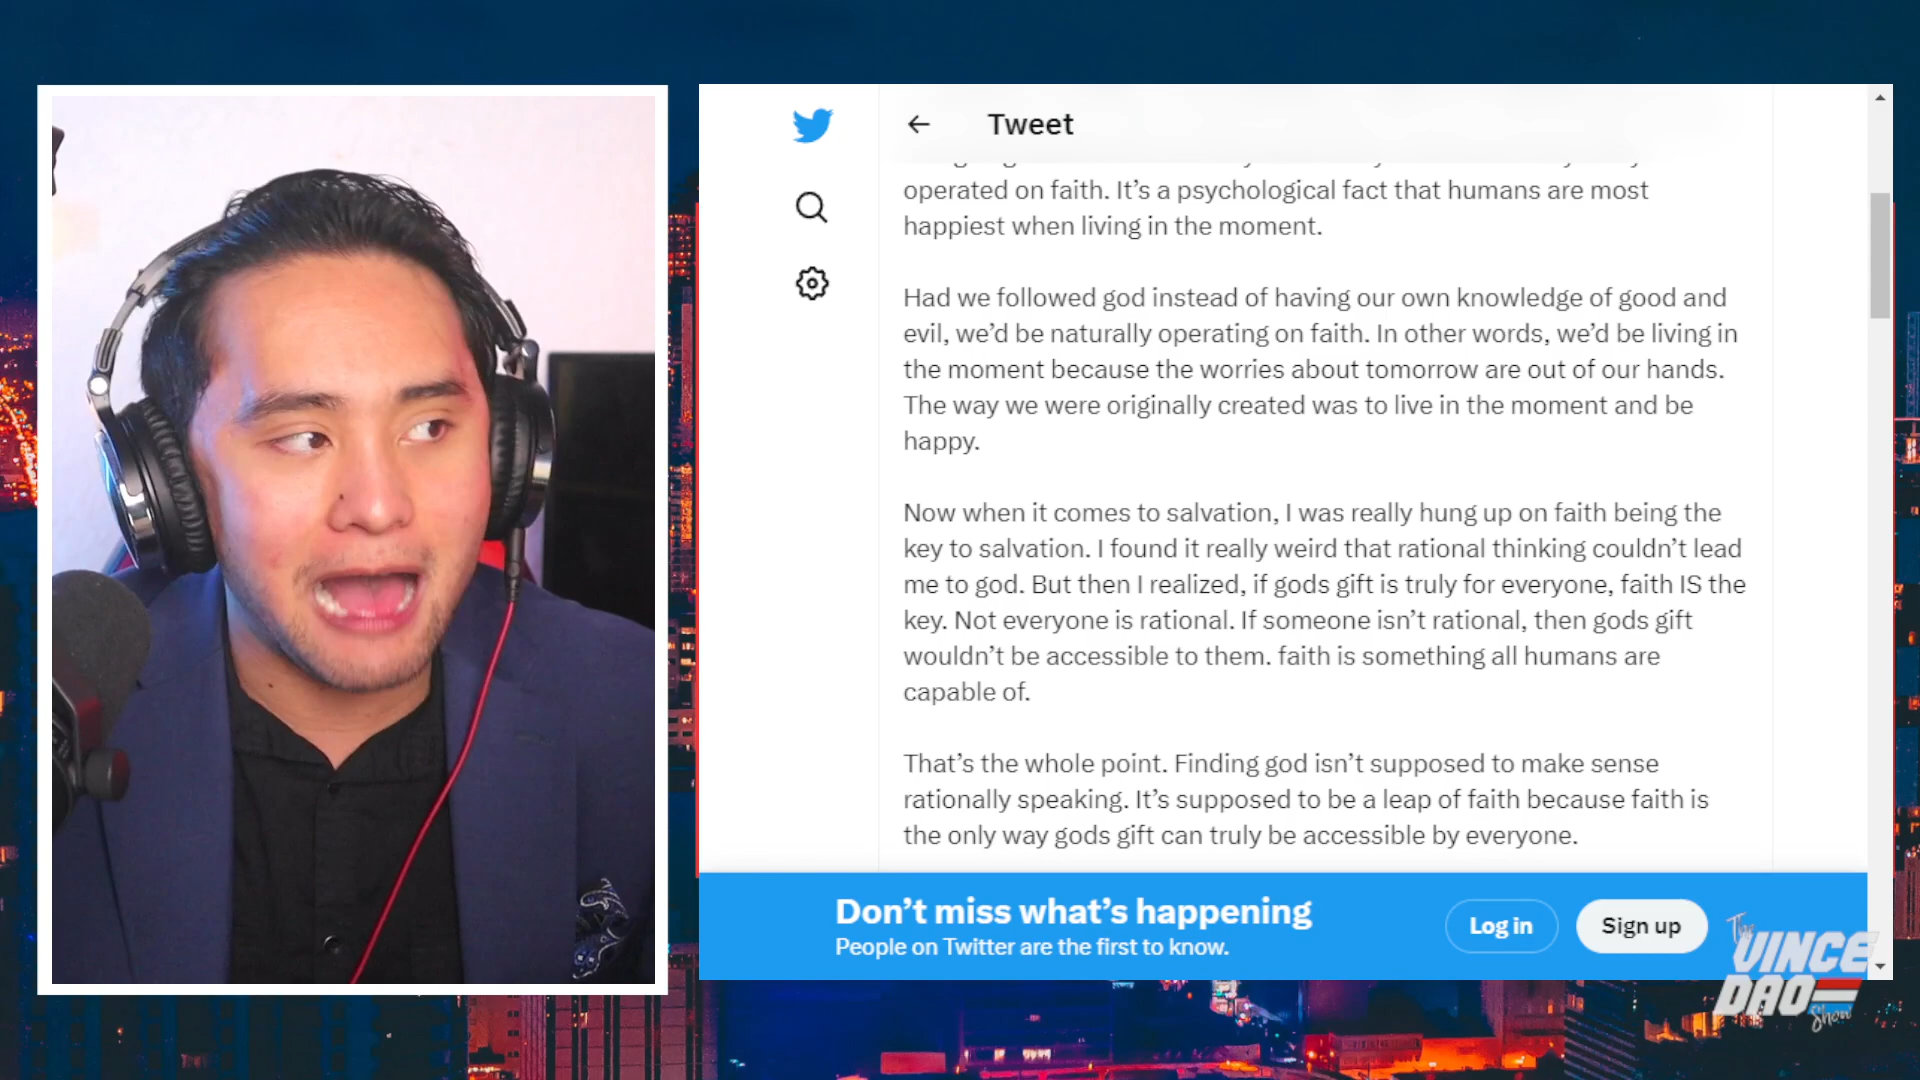 Tweet
operated on faith. It’s a psychological fact that humans are most
happiest when living in the moment.
Had we followed god instead of having our own knowledge of good and
evil, we’d be naturally operating on faith. In other words, we’d be living in
the moment because the worries about tomorrow are out of our hands.
The way we were originally created was to live in the moment and be
happy.
Now when it comes to salvation, I was really hung up on faith being the
key to salvation. I found it really weird that rational thinking couldn’t lead
me to god. But then I realized, if gods gift is truly for everyone, faith IS the
key. Not everyone is rational. If someone isn’t rational, then gods gift
wouldn’t be accessible to them. faith is something all humans are
capable of.
That’s the whole point. Finding god isn’t supposed to make sense
rationally speaking. It’s supposed to be a leap of faith because faith is
the only way gods gift can truly be accessible by everyone.
Don’t miss what’s happening
People on Twitter are the first to know.
Log in
Sign up
The
VINCE
DAO
Show